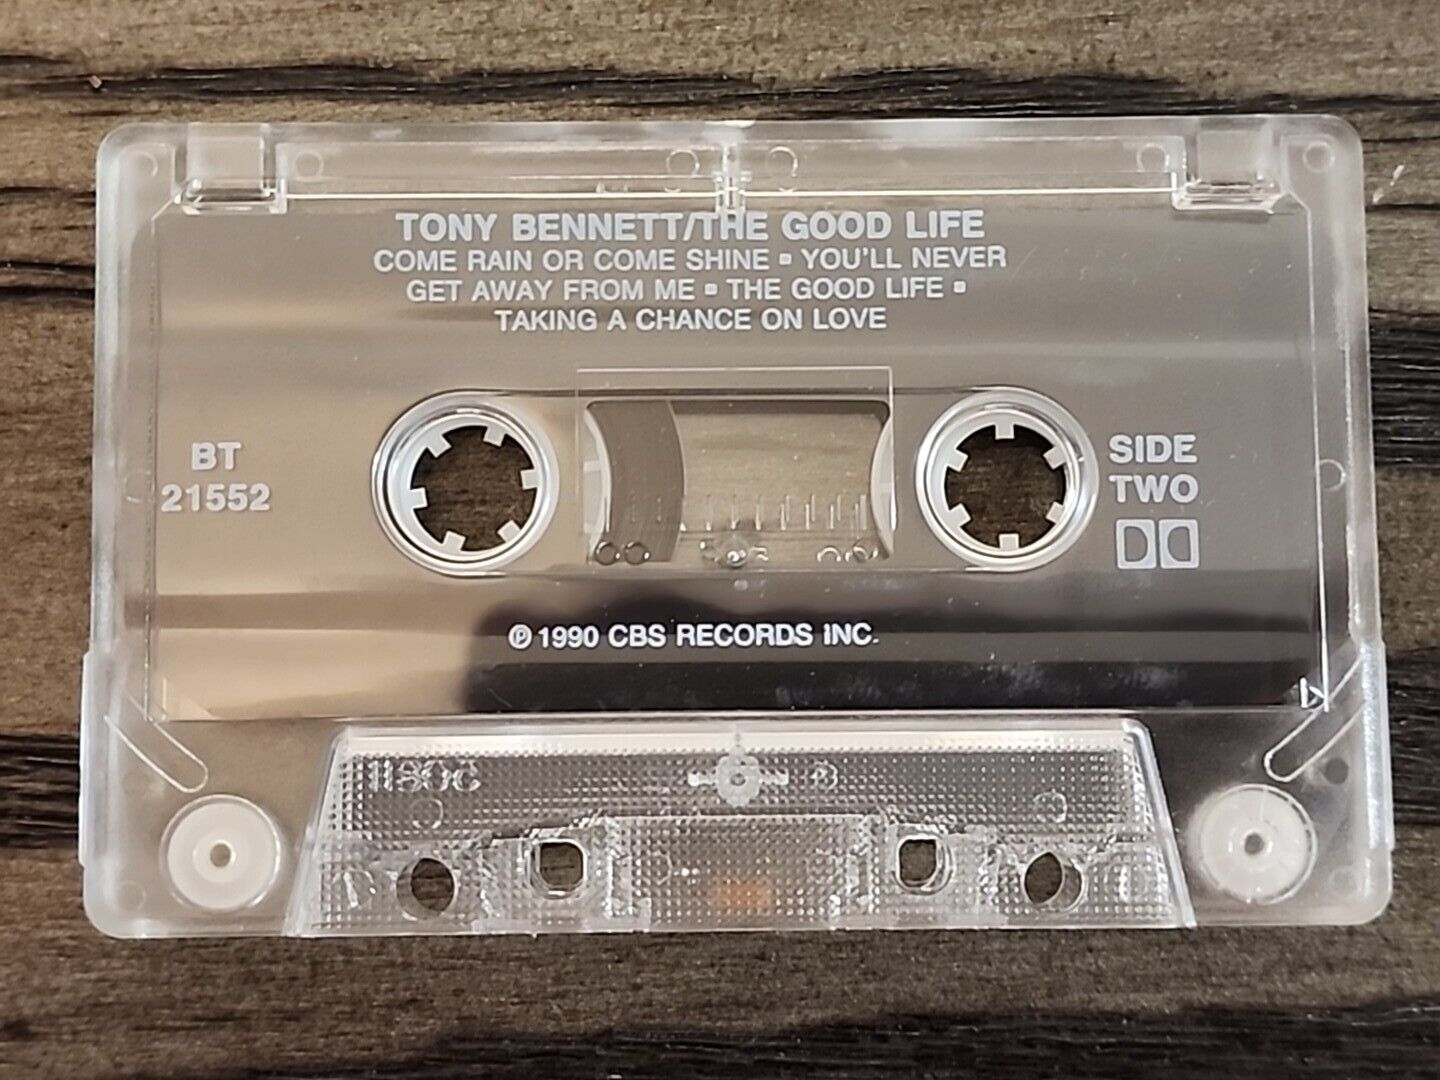 TONY BENNETT/THE GOOD LIFE
COME RAIN OR COME SHINE ▪ YOU'LL NEVER
GET AWAY FROM ME ▪ THE GOOD LIFE ▪
TAKING A CHANCE ON LOVE
BT
21552
SIDE
TWO
℗ 1990 CBS RECORDS INC.